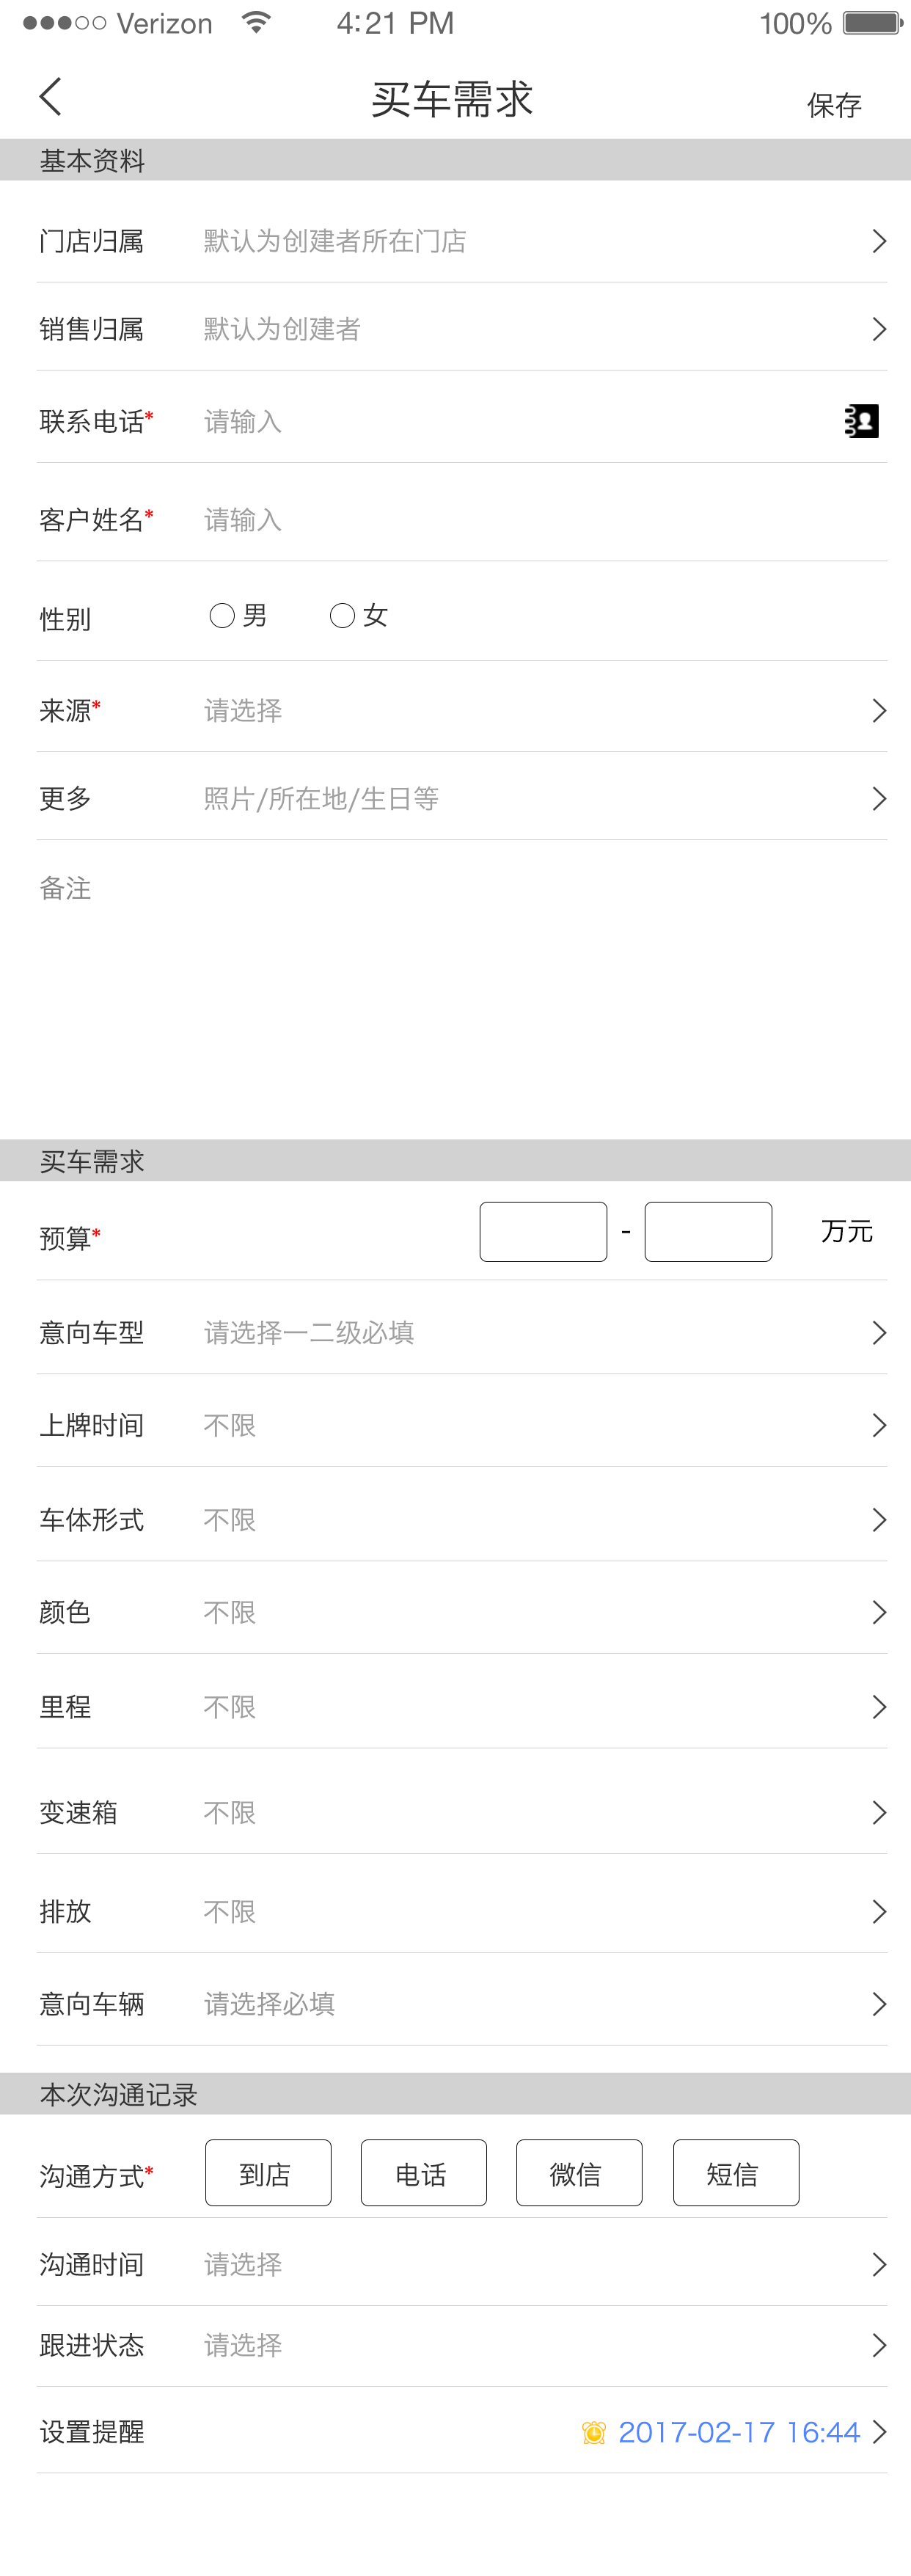 Verizon 4:21 PM 100%
买车需求 保存
基本资料
门店归属 默认为创建者所在门店
销售归属 默认为创建者
联系电话* 请输入
客户姓名* 请输入
性别 男 女
来源* 请选择
更多 照片/所在地/生日等
备注
买车需求
预算* - 万元
意向车型 请选择一二级必填
上牌时间 不限
车体形式 不限
颜色 不限
里程 不限
变速箱 不限
排放 不限
意向车辆 请选择必填
本次沟通记录
沟通方式* 到店 电话 微信 短信
沟通时间 请选择
跟进状态 请选择
设置提醒 2017-02-17 16:44